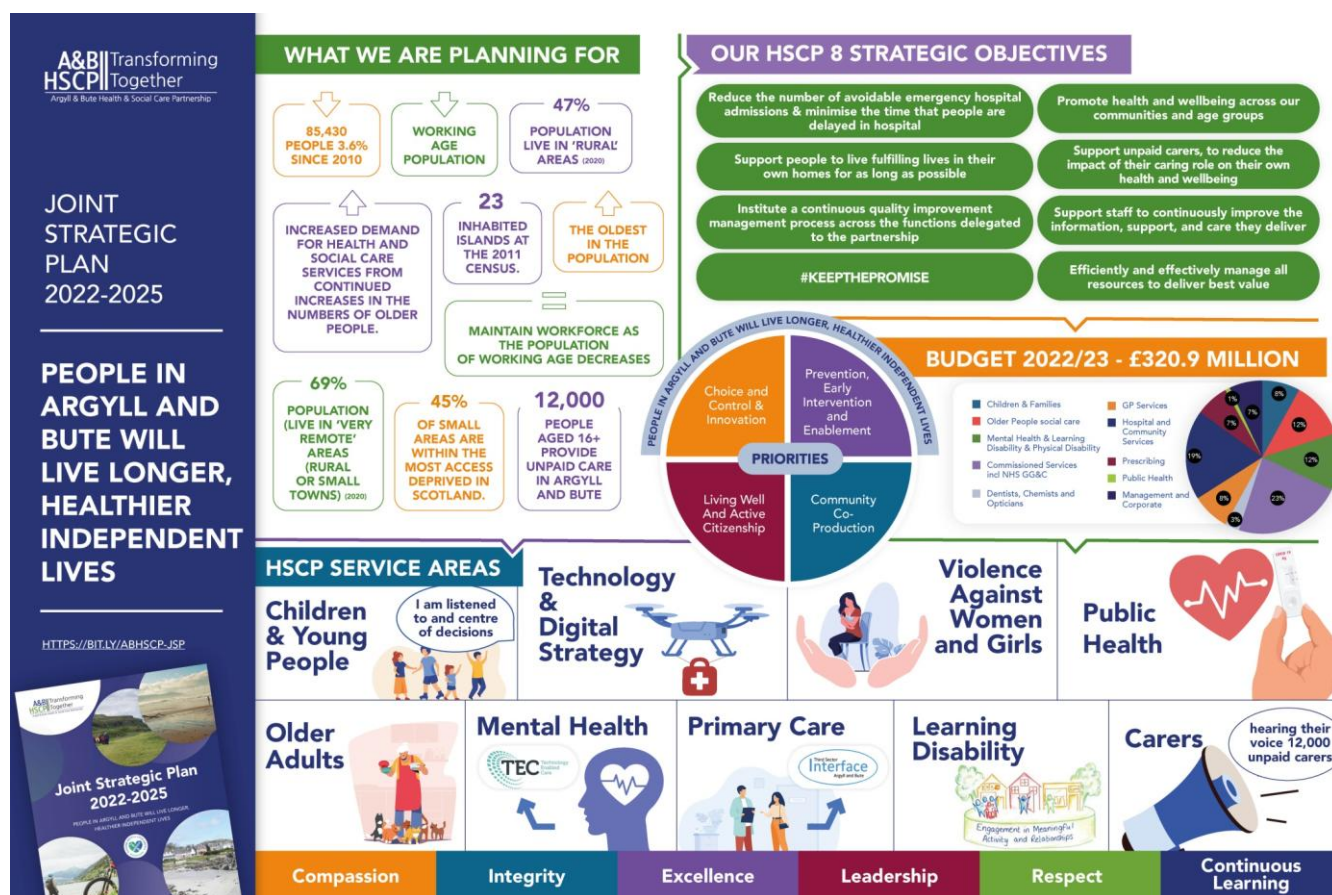 A&B Transforming
HSCP Together
Argyll & Bute Health & Social Care Partnership
JOINT
STRATEGIC
PLAN
2022-2025
PEOPLE IN
ARGYLL AND
BUTE WILL
LIVE LONGER,
HEALTHIER
INDEPENDENT
LIVES
HTTPS://BIT.LY/ABHSCP-JSP
A&B Transforming
HSCP Together
Joint Strategic Plan
2022-2025
PEOPLE IN ARGYLL AND BUTE WILL LIVE LONGER,
HEALTHIER INDEPENDENT LIVES
WHAT WE ARE PLANNING FOR
85,430
PEOPLE 3.6%
SINCE 2010
WORKING
AGE
POPULATION
47%
POPULATION
LIVE IN 'RURAL'
AREAS (2020)
INCREASED DEMAND
FOR HEALTH AND
SOCIAL CARE
SERVICES FROM
CONTINUED
INCREASES IN THE
NUMBERS OF OLDER
PEOPLE.
23
INHABITED
ISLANDS AT
THE 2011
CENSUS.
THE OLDEST
IN THE
POPULATION
MAINTAIN WORKFORCE AS
THE POPULATION
OF WORKING AGE DECREASES
69%
POPULATION
(LIVE IN 'VERY
REMOTE'
AREAS
(RURAL
OR SMALL
TOWNS) (2020)
45%
OF SMALL
AREAS ARE
WITHIN THE
MOST ACCESS
DEPRIVED IN
SCOTLAND.
12,000
PEOPLE
AGED 16+
PROVIDE
UNPAID CARE
IN ARGYLL
AND BUTE
OUR HSCP 8 STRATEGIC OBJECTIVES
Reduce the number of avoidable emergency hospital
admissions & minimise the time that people are
delayed in hospital
Promote health and wellbeing across our
communities and age groups
Support people to live fulfilling lives in their
own homes for as long as possible
Support unpaid carers, to reduce the
impact of their caring role on their own
health and wellbeing
Institute a continuous quality improvement
management process across the functions delegated
to the partnership
Support staff to continuously improve the
information, support, and care they deliver
#KEEPTHEPROMISE
Efficiently and effectively manage all
resources to deliver best value
PEOPLE IN ARGYLL AND BUTE WILL LIVE LONGER, HEALTHIER INDEPENDENT LIVES
Choice and
Control &
Innovation
Prevention,
Early
Intervention
and
Enablement
PRIORITIES
Living Well
And Active
Citizenship
Community
Co-
Production
BUDGET 2022/23 - £320.9 MILLION
Children & Families
Older People social care
Mental Health & Learning
Disability & Physical Disability
Commissioned Services
incl NHS GG&C
Dentists, Chemists and
Opticians
GP Services
Hospital and
Community
Services
Prescribing
Public Health
Management and
Corporate
8%
12%
12%
23%
3%
8%
19%
7%
1%
7%
HSCP SERVICE AREAS
Children
& Young
People
I am listened
to and centre
of decisions
Technology
&
Digital
Strategy
Violence
Against
Women
and Girls
Public
Health
Older
Adults
Mental Health
TEC Technology
Enabled
Care
Primary Care
Third Sector
Interface
Argyll and Bute
Learning
Disability
Engagement in Meaningful
Activity and Relationships
Carers
hearing their
voice 12,000
unpaid carers
Compassion
Integrity
Excellence
Leadership
Respect
Continuous
Learning